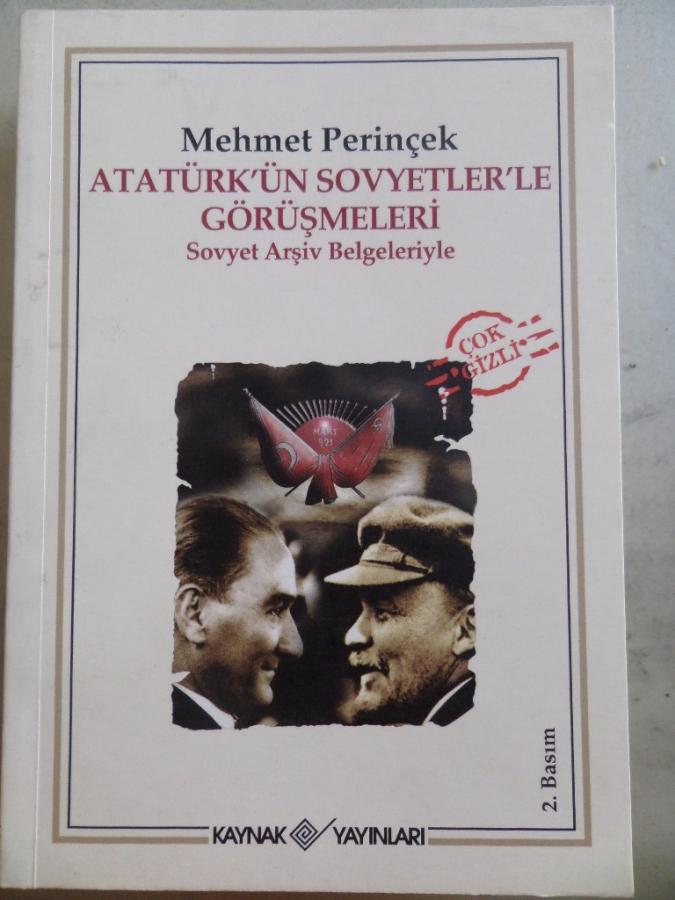 Mehmet Perinçek
ATATÜRK'ÜN SOVYETLER'LE
GÖRÜŞMELERİ
Sovyet Arşiv Belgeleriyle
ÇOK
GİZLİ
MART
921
2. Basım
KAYNAK YAYINLARI